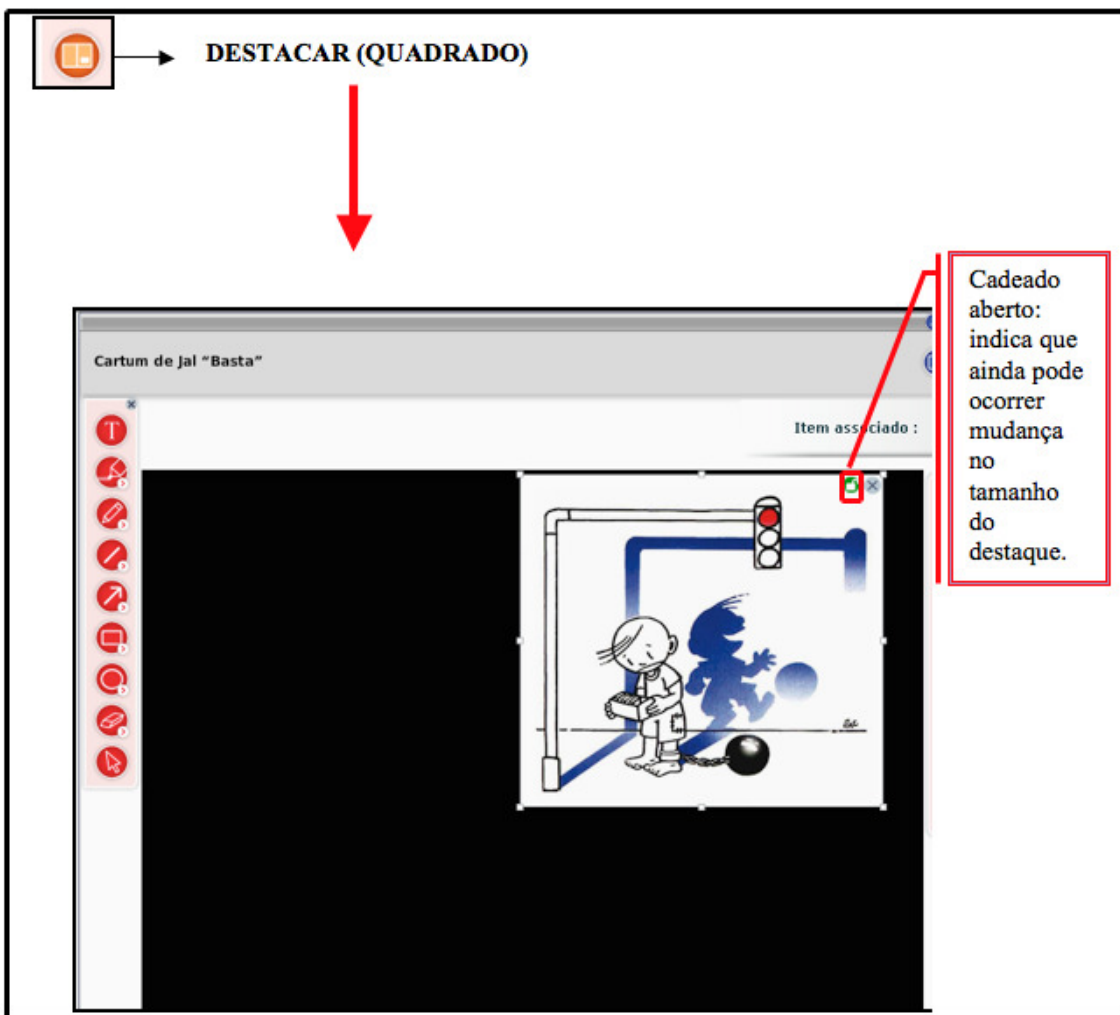 DESTACAR (QUADRADO)
Cadeado
aberto:
indica que
ainda pode
ocorrer
mudança
no
tamanho
do
destaque.
Cartum de Jal “Basta”
Item associado :
T